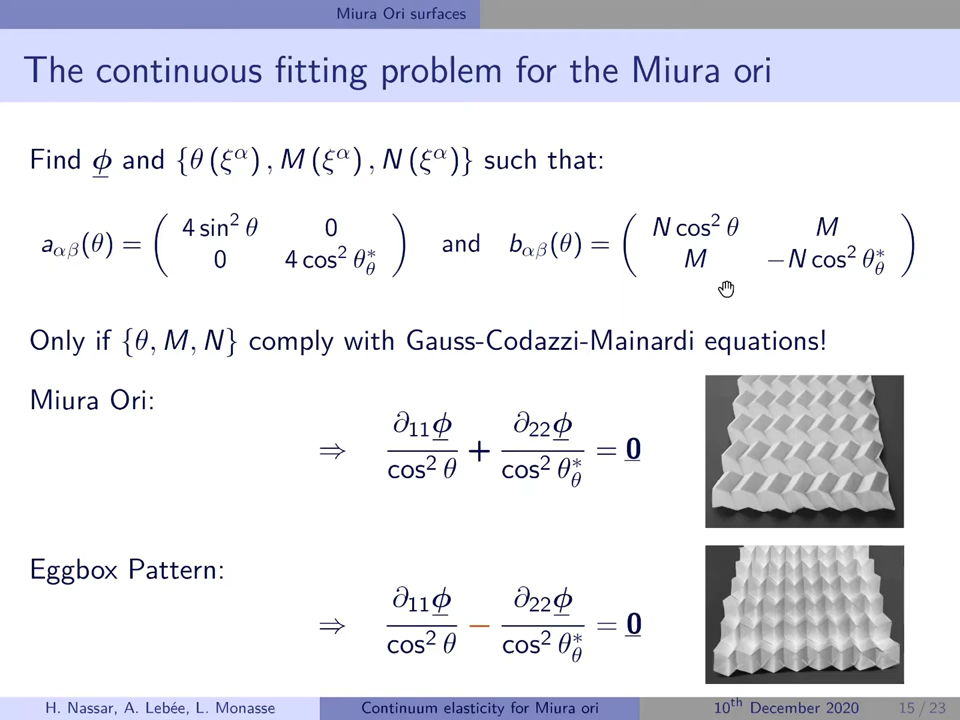 Miura Ori surfaces
The continuous fitting problem for the Miura ori
Find ϕ and {θ (ξ^α) , M (ξ^α) , N (ξ^α)} such that:
a_αβ(θ) = ( 4 sin² θ 0 ; 0 4 cos² θ*_θ ) and b_αβ(θ) = ( N cos² θ M ; M −N cos² θ*_θ )
Only if {θ, M, N} comply with Gauss-Codazzi-Mainardi equations!
Miura Ori:
⇒ ∂₁₁ϕ / cos² θ + ∂₂₂ϕ / cos² θ*_θ = 0
Eggbox Pattern:
⇒ ∂₁₁ϕ / cos² θ − ∂₂₂ϕ / cos² θ*_θ = 0
H. Nassar, A. Lebée, L. Monasse Continuum elasticity for Miura ori 10th December 2020 15 / 23